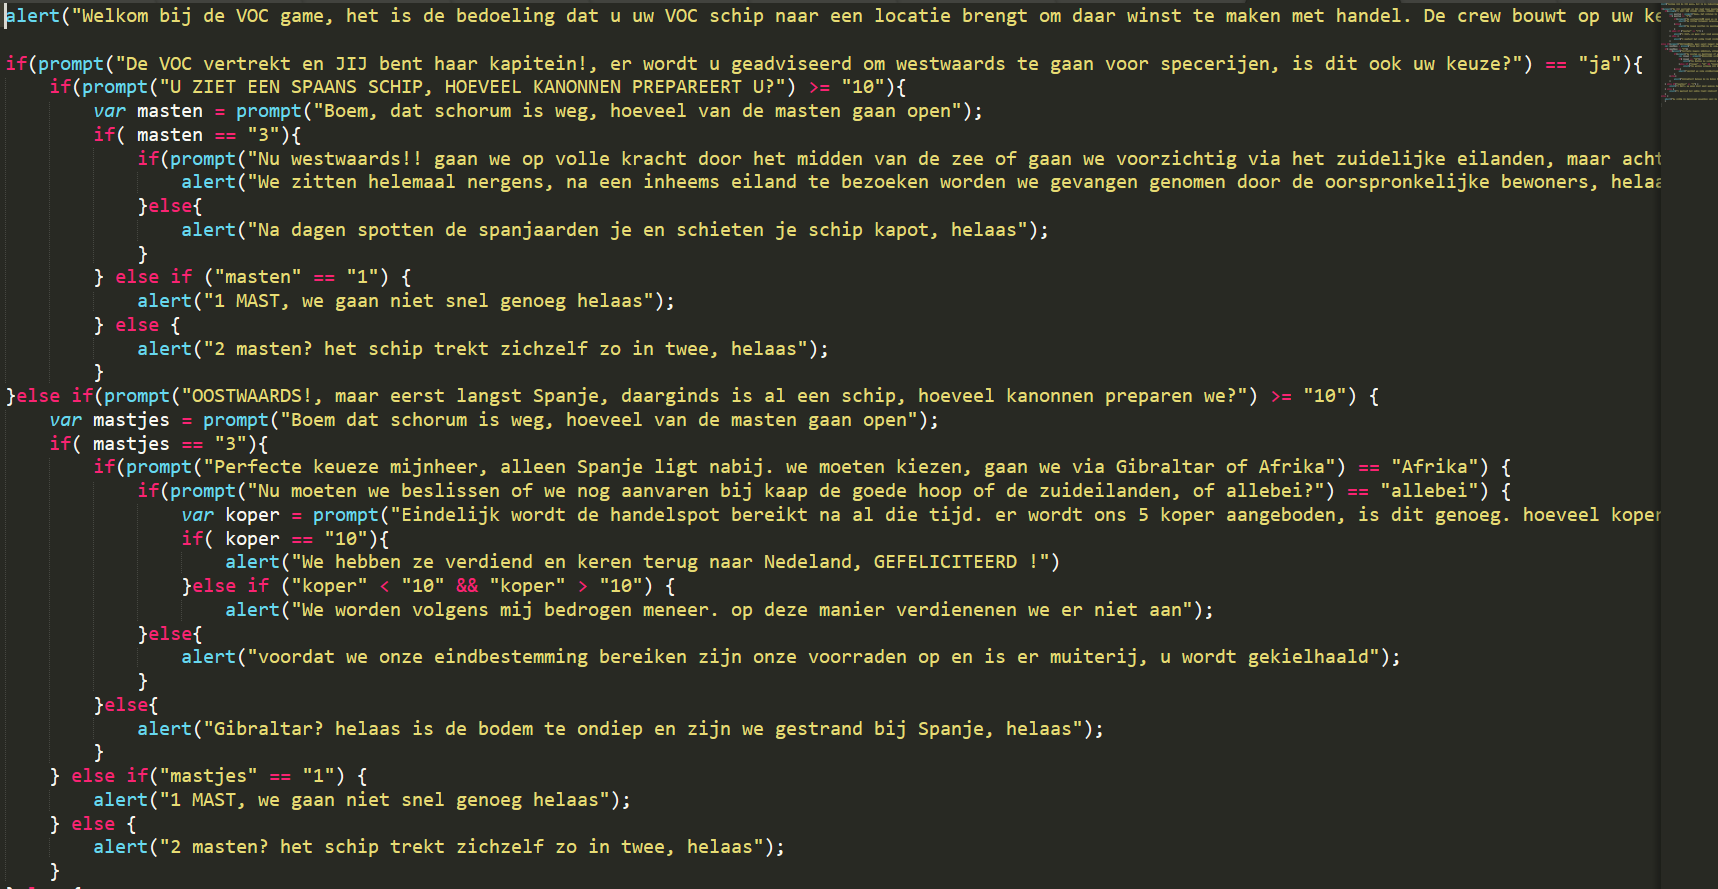 alert("Welkom bij de VOC game, het is de bedoeling dat u uw VOC schip naar een locatie brengt om daar winst te maken met handel. De crew bouwt op uw
if(prompt("De VOC vertrekt en JIJ bent haar kapitein!, er wordt u geadviseerd om westwaards te gaan voor specerijen, is dit ook uw keuze?") == "ja"){
if(prompt("U ZIET EEN SPAANS SCHIP, HOEVEEL KANONNEN PREPAREERT U?") >= "10"){
var masten = prompt("Boem, dat schorum is weg, hoeveel van de masten gaan open");
if( masten == "3"){
if(prompt("Nu westwaards!! gaan we op volle kracht door het midden van de zee of gaan we voorzichtig via het zuidelijke eilanden, maar
alert("We zitten helemaal nergens, na een inheems eiland te bezoeken worden we gevangen genomen door de oorspronkelijke bewoners,
}else{
alert("Na dagen spotten de spanjaarden je en schieten je schip kapot, helaas");
}
} else if ("masten" == "1") {
alert("1 MAST, we gaan niet snel genoeg helaas");
} else {
alert("2 masten? het schip trekt zichzelf zo in twee, helaas");
}
}else if(prompt("OOSTWAARDS!, maar eerst langst Spanje, daarginds is al een schip, hoeveel kanonnen preparen we?") >= "10") {
var mastjes = prompt("Boem dat schorum is weg, hoeveel van de masten gaan open");
if( mastjes == "3"){
if(prompt("Perfecte keueze mijnheer, alleen Spanje ligt nabij. we moeten kiezen, gaan we via Gibraltar of Afrika") == "Afrika") {
if(prompt("Nu moeten we beslissen of we nog aanvaren bij kaap de goede hoop of de zuideilanden, of allebei?") == "allebei") {
var koper = prompt("Eindelijk wordt de handelspot bereikt na al die tijd. er wordt ons 5 koper aangeboden, is dit genoeg. hoeveel koper
if( koper == "10"){
alert("We hebben ze verdiend en keren terug naar Nedeland, GEFELICITEERD !")
}else if ("koper" < "10" && "koper" > "10") {
alert("We worden volgens mij bedrogen meneer. op deze manier verdienenen we er niet aan");
}else{
alert("voordat we onze eindbestemming bereiken zijn onze voorraden op en is er muiterij, u wordt gekielhaald");
}
}else{
alert("Gibraltar? helaas is de bodem te ondiep en zijn we gestrand bij Spanje, helaas");
}
} else if("mastjes" == "1") {
alert("1 MAST, we gaan niet snel genoeg helaas");
} else {
alert("2 masten? het schip trekt zichzelf zo in twee, helaas");
}